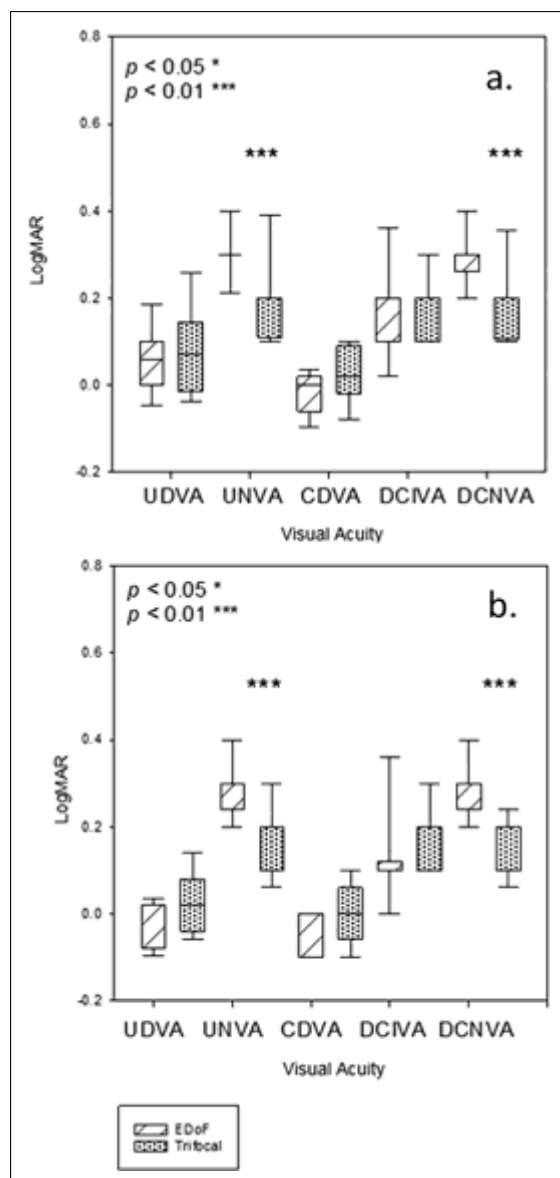 0.8
p < 0.05 *
p < 0.01 ***
a.
0.6
***
***
0.4
LogMAR
0.2
0.0
-0.2
UDVA UNVA CDVA DCIVA DCNVA
Visual Acuity
0.8
p < 0.05 *
p < 0.01 ***
b.
0.6
***
***
0.4
LogMAR
0.2
0.0
-0.2
UDVA UNVA CDVA DCIVA DCNVA
Visual Acuity
EDoF
Trifocal